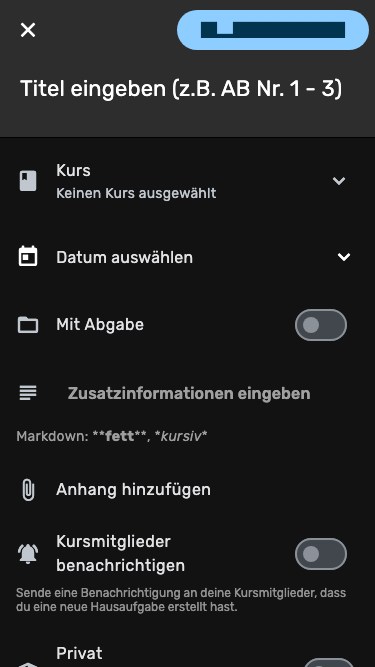 Titel eingeben (z.B. AB Nr. 1 - 3)
Kurs
Keinen Kurs ausgewählt
Datum auswählen
Mit Abgabe
Zusatzinformationen eingeben
Markdown: **fett**, *kursiv*
Anhang hinzufügen
Kursmitglieder
benachrichtigen
Sende eine Benachrichtigung an deine Kursmitglieder, dass
du eine neue Hausaufgabe erstellt hast.
Privat